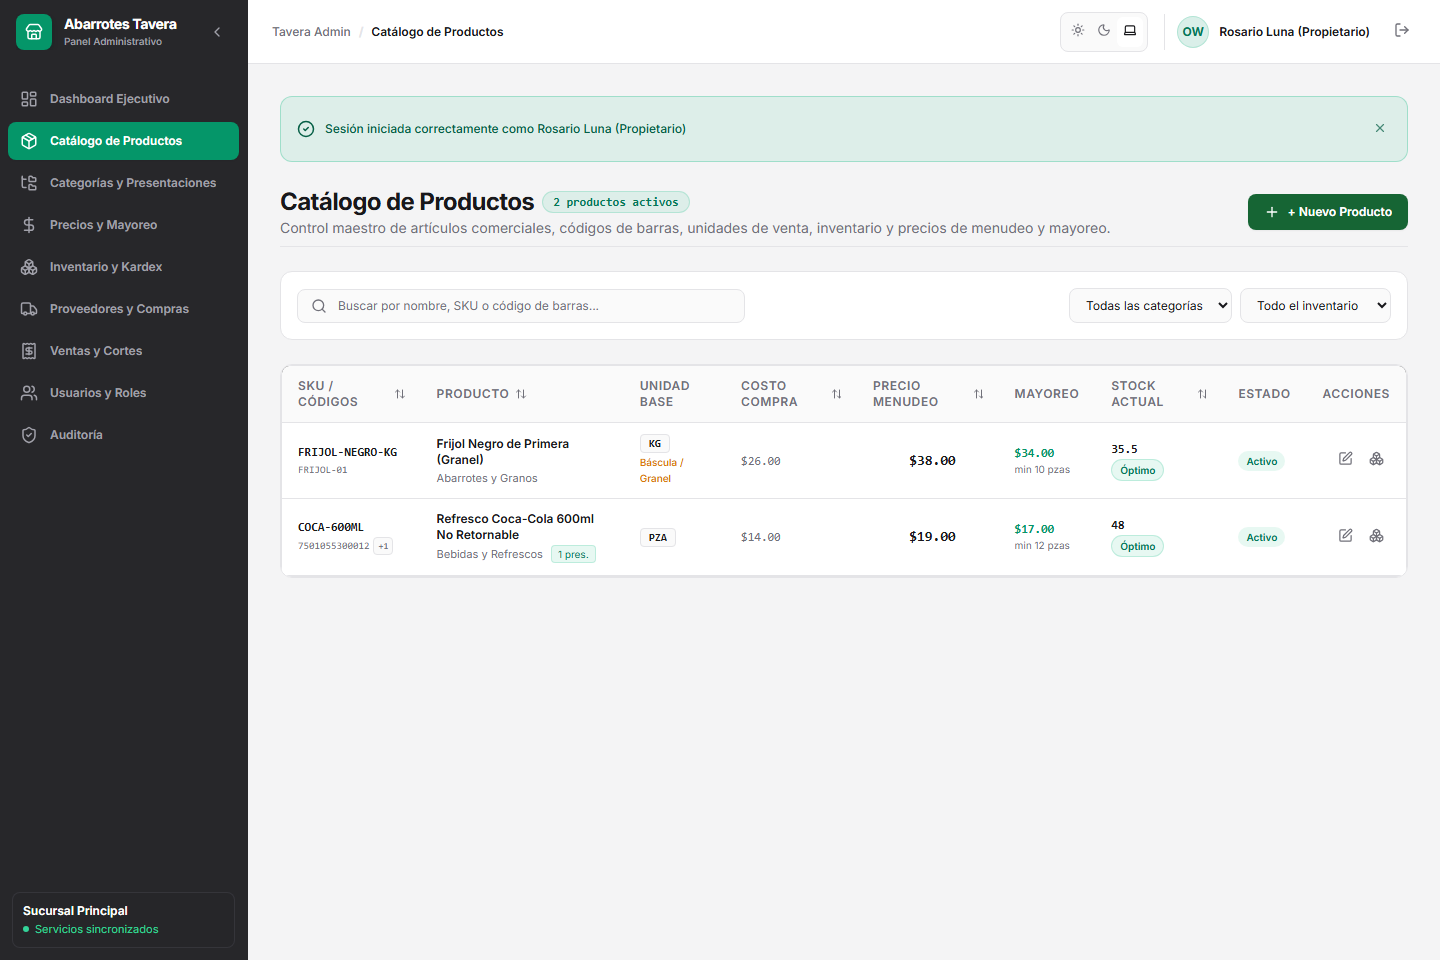 Abarrotes Tavera
Panel Administrativo
Dashboard Ejecutivo
Catálogo de Productos
Categorías y Presentaciones
Precios y Mayoreo
Inventario y Kardex
Proveedores y Compras
Ventas y Cortes
Usuarios y Roles
Auditoría
Sucursal Principal
Servicios sincronizados
Tavera Admin / Catálogo de Productos
OW Rosario Luna (Propietario)
Sesión iniciada correctamente como Rosario Luna (Propietario)
Catálogo de Productos 2 productos activos
Control maestro de artículos comerciales, códigos de barras, unidades de venta, inventario y precios de menudeo y mayoreo.
+ Nuevo Producto
Buscar por nombre, SKU o código de barras...
Todas las categorías
Todo el inventario
SKU / CÓDIGOS
PRODUCTO
UNIDAD BASE
COSTO COMPRA
PRECIO MENUDEO
MAYOREO
STOCK ACTUAL
ESTADO
ACCIONES
FRIJOL-NEGRO-KG
FRIJOL-01
Frijol Negro de Primera
(Granel)
Abarrotes y Granos
KG
Báscula /
Granel
$26.00
$38.00
$34.00
min 10 pzas
35.5
Óptimo
Activo
COCA-600ML
7501055300012 +1
Refresco Coca-Cola 600ml
No Retornable
Bebidas y Refrescos 1 pres.
PZA
$14.00
$19.00
$17.00
min 12 pzas
48
Óptimo
Activo